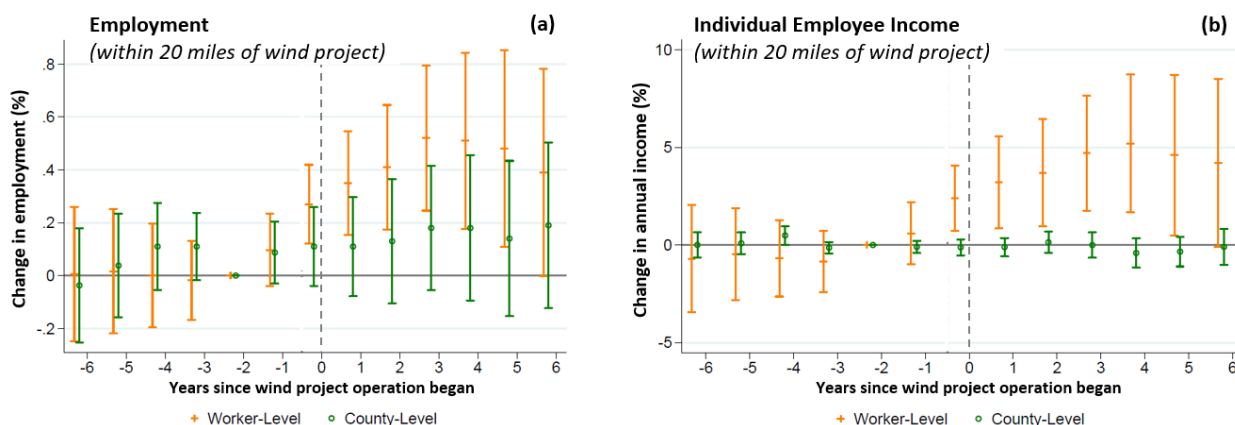 Employment
(a)
(within 20 miles of wind project)
Change in employment (%)
.8
.6
.4
.2
0
-.2
-6 -5 -4 -3 -2 -1 0 1 2 3 4 5 6
Years since wind project operation began
Worker-Level County-Level
Individual Employee Income
(b)
(within 20 miles of wind project)
Change in annual income (%)
10
5
0
-5
-6 -5 -4 -3 -2 -1 0 1 2 3 4 5 6
Years since wind project operation began
Worker-Level County-Level